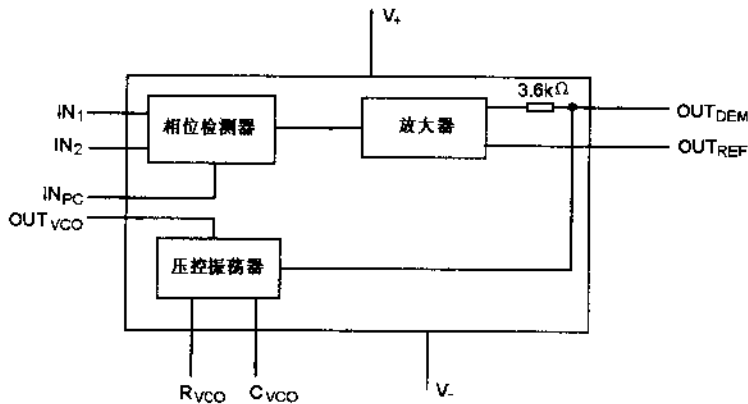 V+
3.6kΩ
IN1
相位检测器
放大器
OUTDEM
IN2
OUTREF
INPC
OUTVCO
压控振荡器
RVCO
CVCO
V-